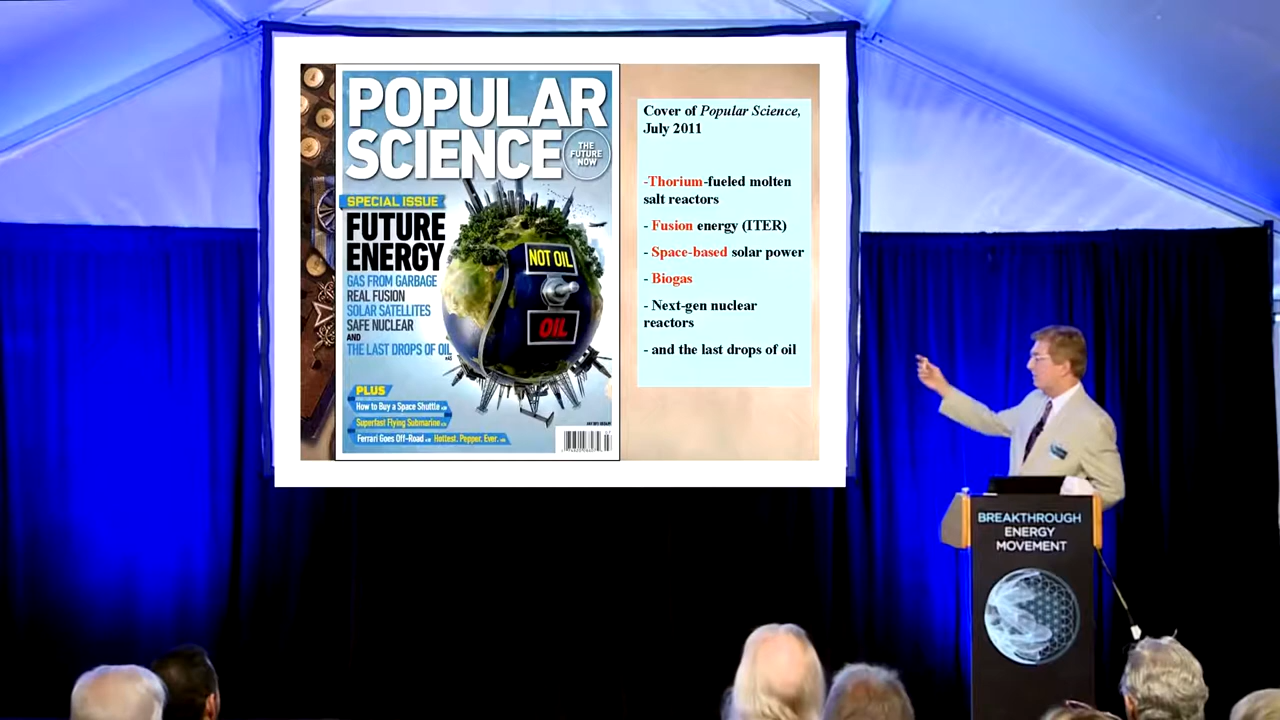 POPULAR
SCIENCE
THE
FUTURE
NOW
SPECIAL ISSUE
FUTURE
ENERGY
GAS FROM GARBAGE
REAL FUSION
SOLAR SATELLITES
SAFE NUCLEAR
AND
THE LAST DROPS OF OIL
NOT OIL
OIL
PLUS
How to Buy a Space Shuttle
Superfast Flying Submarine
Ferrari Goes Off-Road Hottest. Pepper. Ever.
Cover of Popular Science,
July 2011
-Thorium-fueled molten
salt reactors
- Fusion energy (ITER)
- Space-based solar power
- Biogas
- Next-gen nuclear
reactors
- and the last drops of oil
BREAKTHROUGH
ENERGY
MOVEMENT